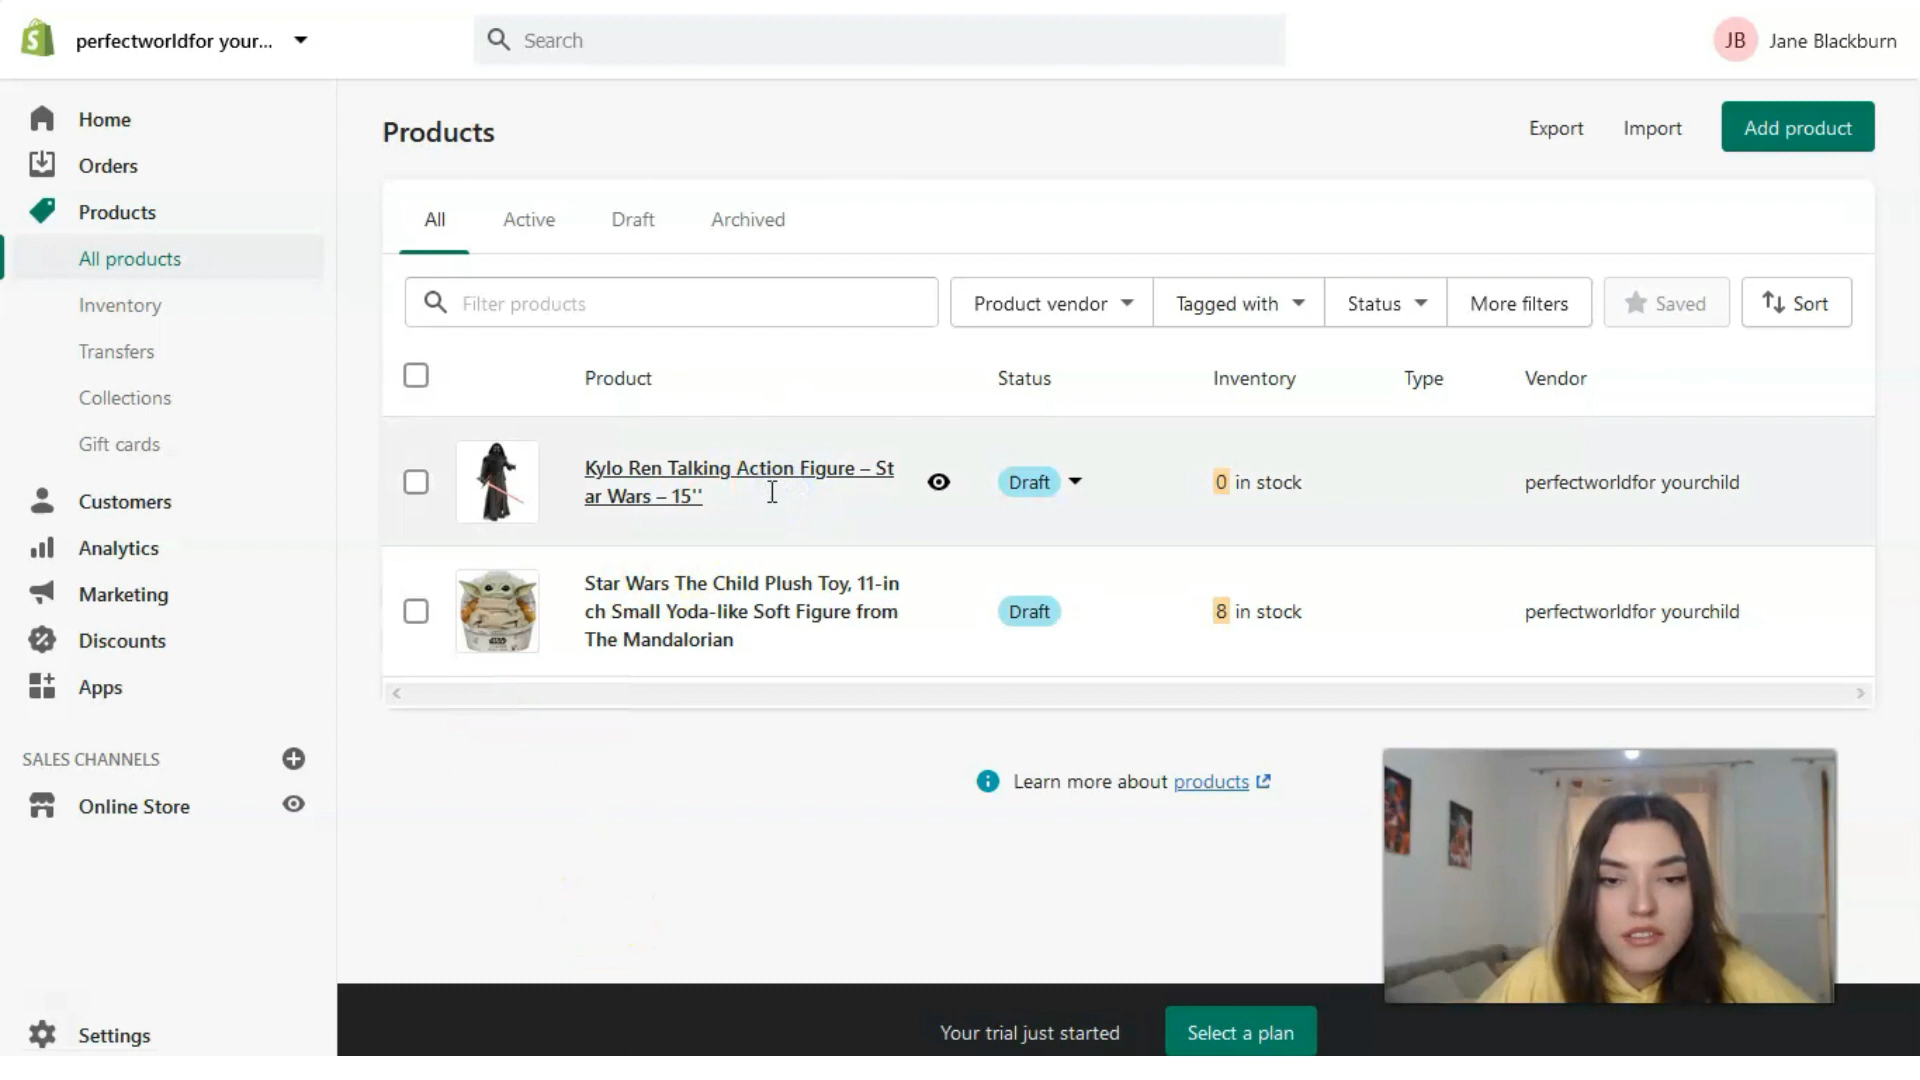 perfectworldfor your...
Search
JB
Jane Blackburn
Home
Orders
Products
All products
Inventory
Transfers
Collections
Gift cards
Customers
Analytics
Marketing
Discounts
Apps
SALES CHANNELS
Online Store
Settings
Products
Export
Import
Add product
All
Active
Draft
Archived
Filter products
Product vendor
Tagged with
Status
More filters
Saved
Sort
Product
Status
Inventory
Type
Vendor
Kylo Ren Talking Action Figure – St
ar Wars – 15''
Draft
0 in stock
perfectworldfor yourchild
Star Wars The Child Plush Toy, 11-in
ch Small Yoda-like Soft Figure from
The Mandalorian
Draft
8 in stock
perfectworldfor yourchild
Learn more about products
Your trial just started
Select a plan